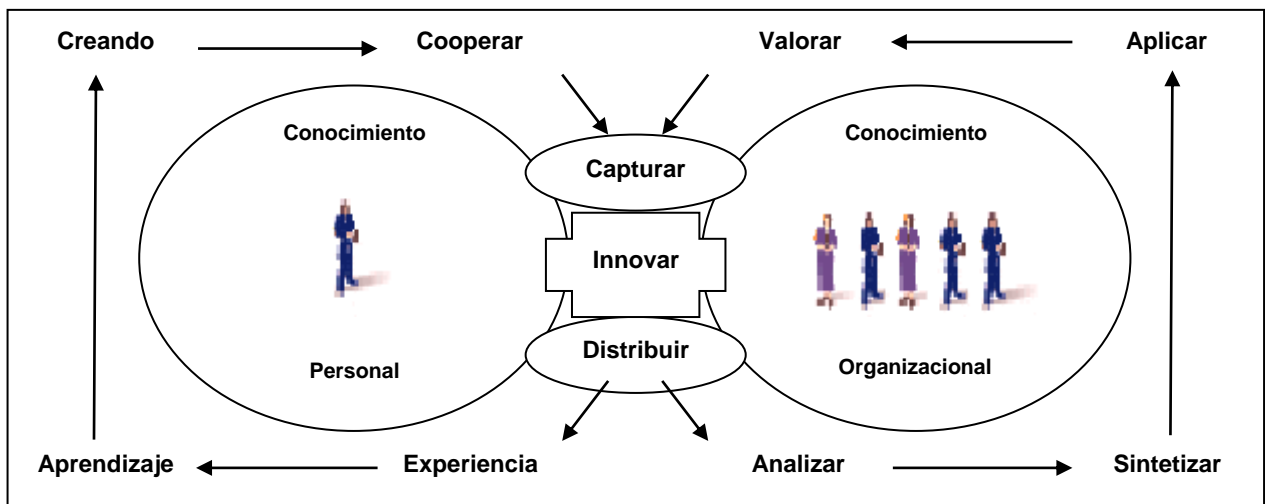 Creando
Cooperar
Valorar
Aplicar
Conocimiento
Conocimiento
Capturar
Innovar
Distribuir
Personal
Organizacional
Aprendizaje
Experiencia
Analizar
Sintetizar